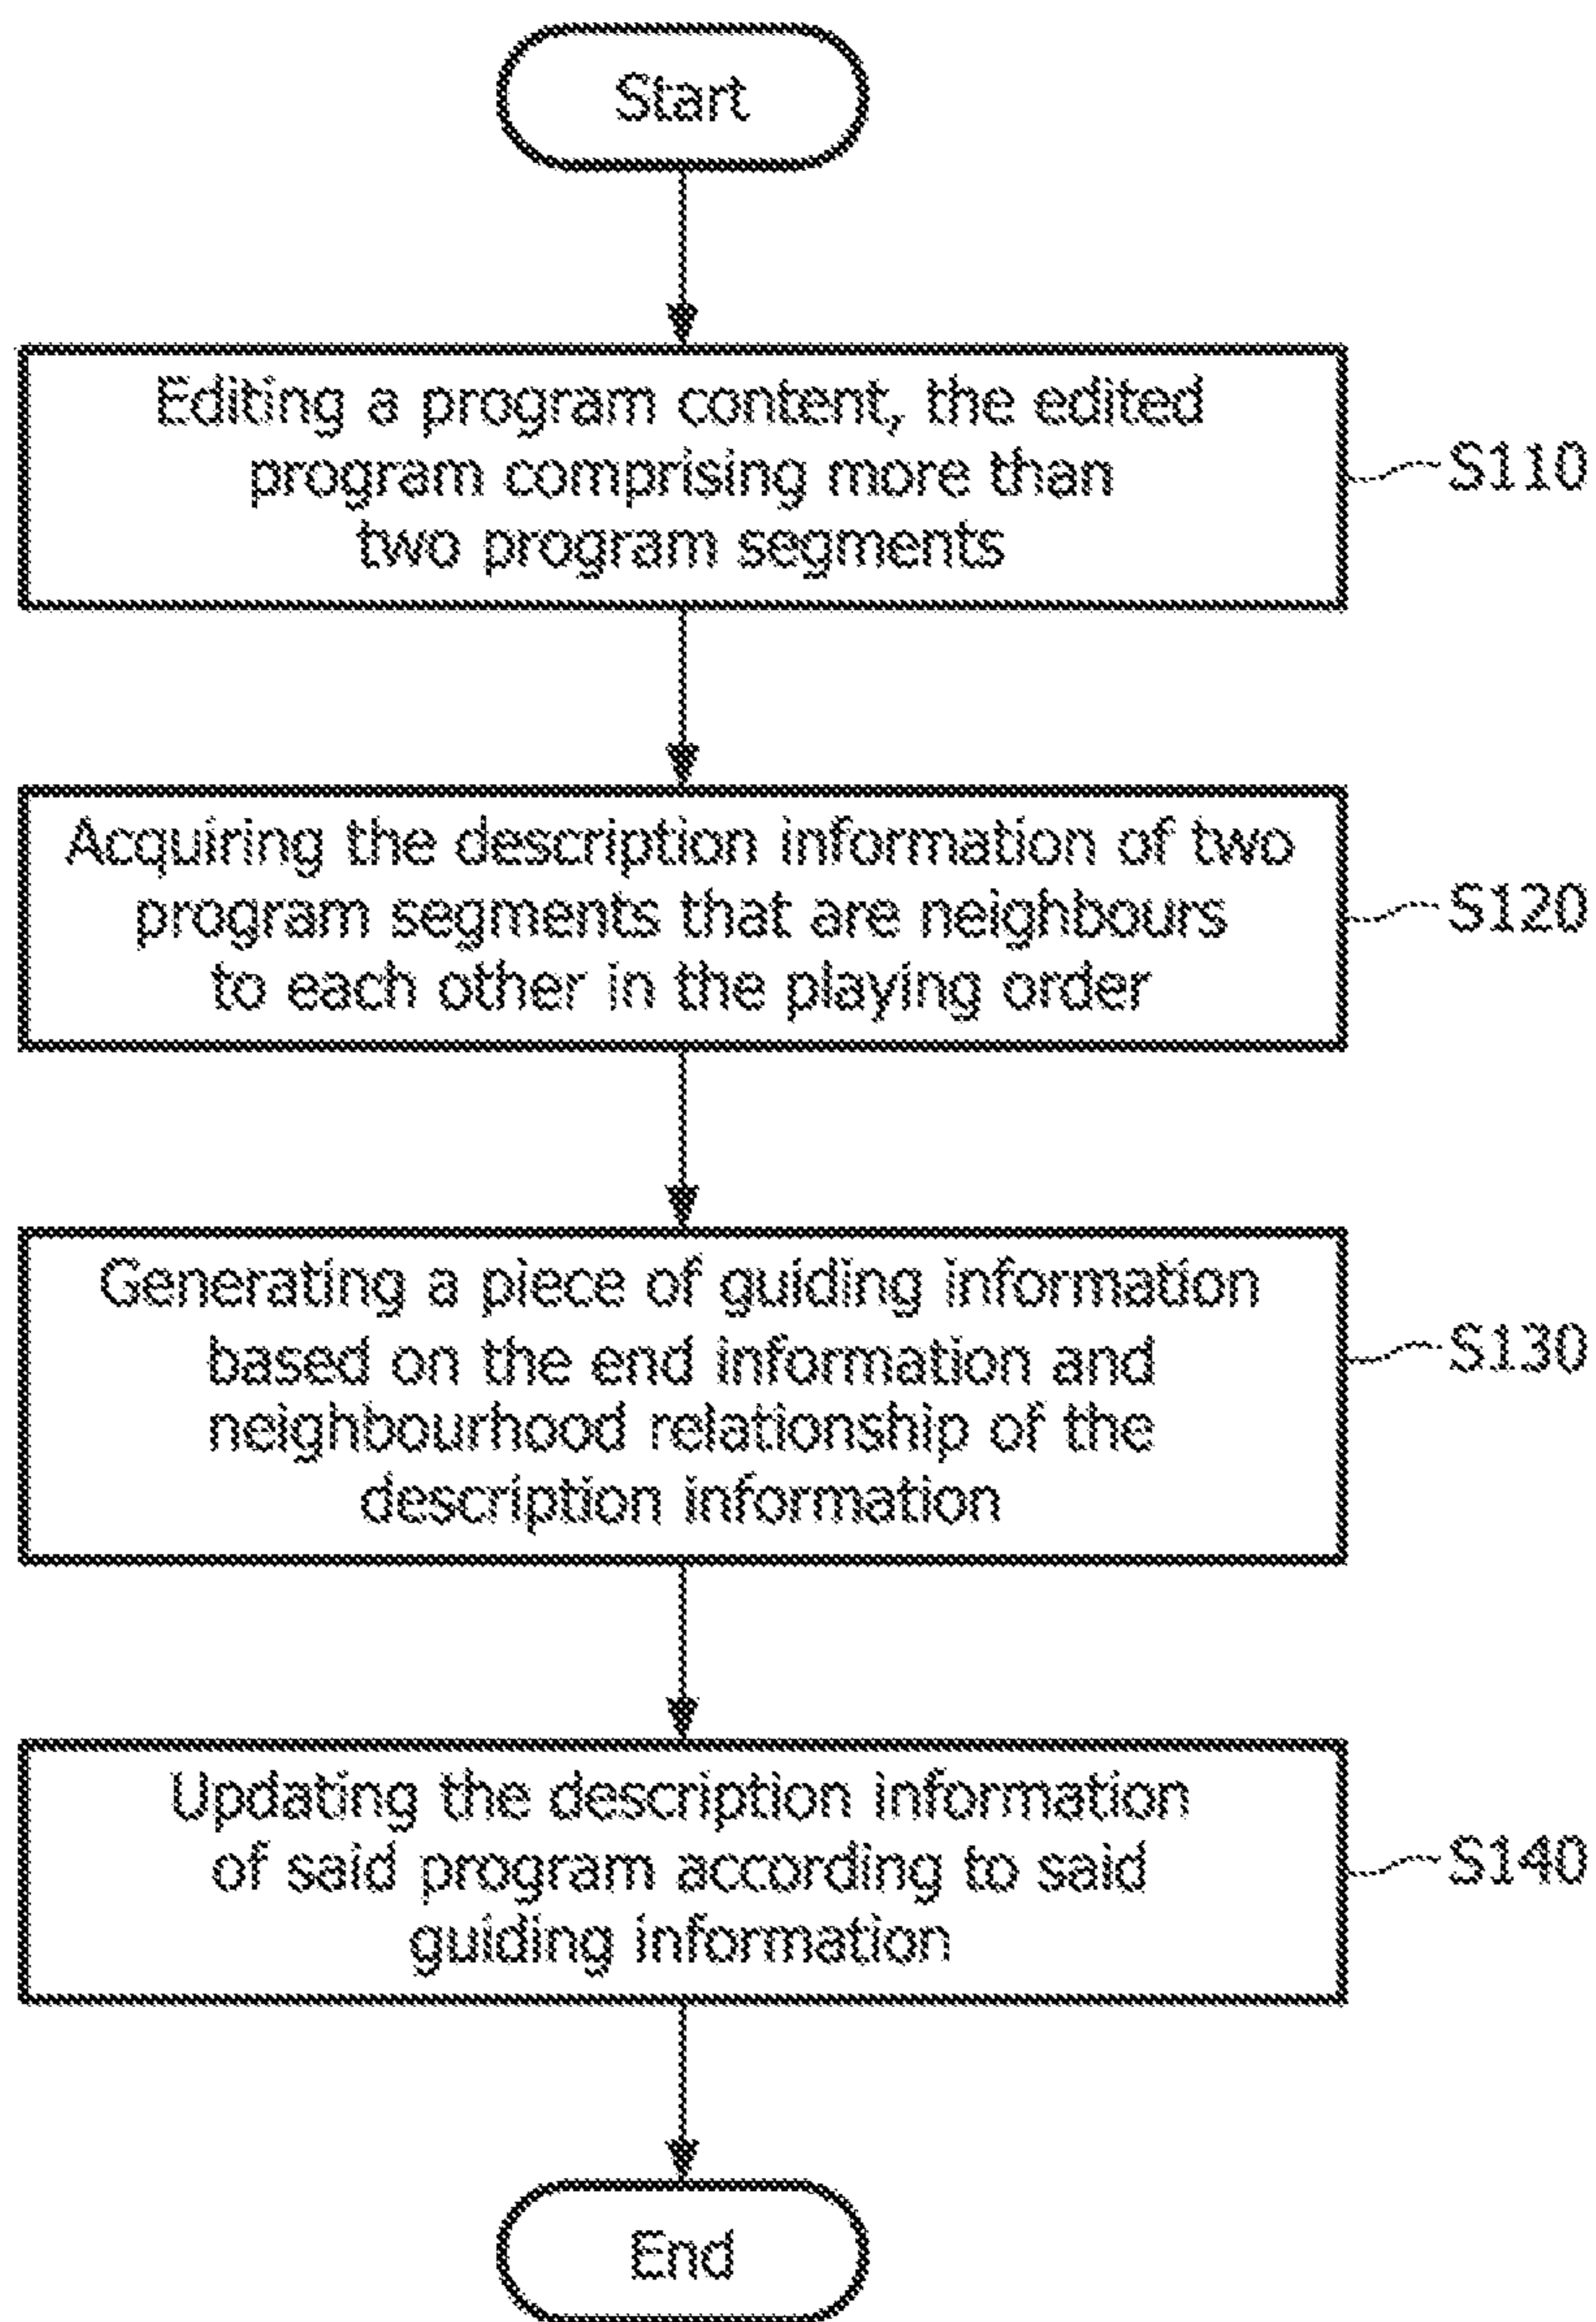 Start
Editing a program content, the edited
program comprising more than
two program segments
S110
Acquiring the description information of two
program segments that are neighbours
to each other in the playing order
S120
Generating a piece of guiding information
based on the end information and
neighbourhood relationship of the
description information
S130
Updating the description information
of said program according to said
guiding information
S140
End